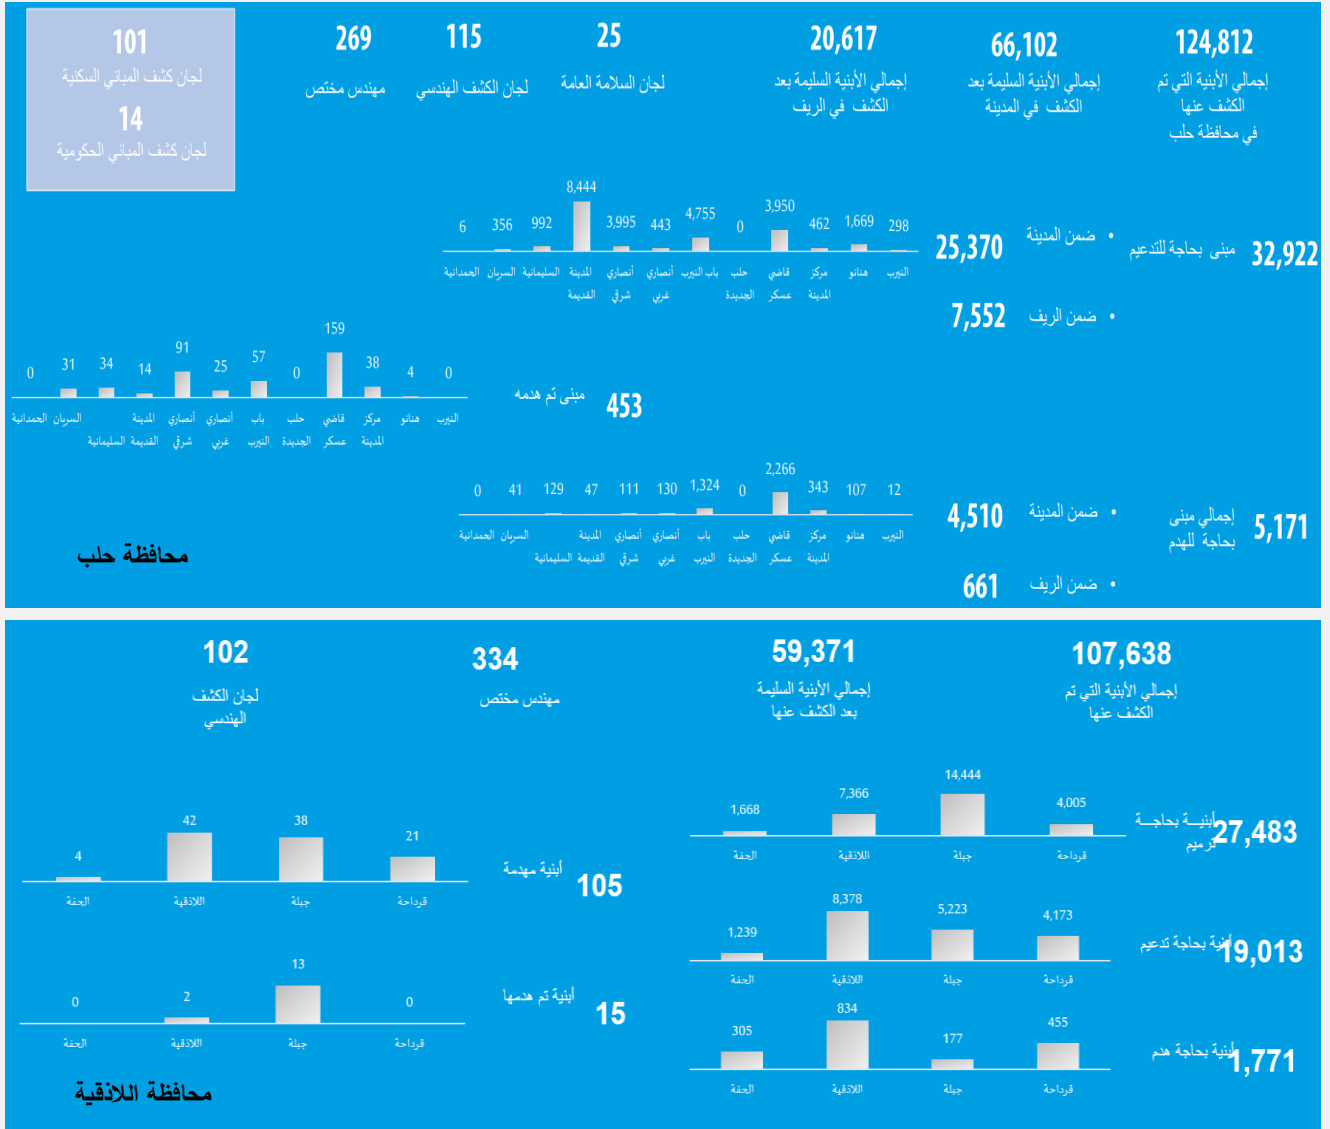 124,812
إجمالي الأبنية التي تم
الكشف عنها
في محافظة حلب
66,102
إجمالي الأبنية السليمة بعد
الكشف في المدينة
20,617
إجمالي الأبنية السليمة بعد
الكشف في الريف
25
لجان السلامة العامة
115
لجان الكشف الهندسي
269
مهندس مختص
101
لجان كشف المباني السكنية
14
لجان كشف المباني الحكومية
32,922
مبنى بحاجة للتدعيم
• ضمن المدينة
25,370
• ضمن الريف
7,552
298 1,669 462 3,950 0 4,755 443 3,995 8,444 992 356 6
النيرب هنانو مركز قاضي حلب باب النيرب أنصاري أنصاري المدينة السليمانية السريان الحمدانية
المدينة عسكر الجديدة غربي شرقي القديمة
453
مبنى تم هدمه
0 4 38 159 0 57 25 91 14 34 31 0
النيرب هنانو مركز قاضي حلب باب أنصاري أنصاري المدينة السريان الحمدانية
المدينة عسكر الجديدة النيرب غربي شرقي القديمة السليمانية
5,171
إجمالي مبنى
بحاجة للهدم
• ضمن المدينة
4,510
• ضمن الريف
661
12 107 343 2,266 0 1,324 130 111 47 129 41 0
النيرب هنانو مركز قاضي حلب باب أنصاري أنصاري المدينة السريان الحمدانية
المدينة عسكر الجديدة النيرب غربي شرقي القديمة السليمانية
محافظة حلب
107,638
إجمالي الأبنية التي تم
الكشف عنها
59,371
إجمالي الأبنية السليمة
بعد الكشف عنها
334
مهندس مختص
102
لجان الكشف
الهندسي
27,483
أبنيـــة بحاجـــة
ترميم
4,005 14,444 7,366 1,668
قرداحة جبلة اللاذقية الحفة
19,013
أبنية بحاجة تدعيم
4,173 5,223 8,378 1,239
قرداحة جبلة اللاذقية الحفة
1,771
أبنية بحاجة هدم
455 177 834 305
قرداحة جبلة اللاذقية الحفة
105
أبنية مهدمة
21 38 42 4
قرداحة جبلة اللاذقية الحفة
15
أبنية تم هدمها
0 13 2 0
قرداحة جبلة اللاذقية الحفة
محافظة اللاذقية